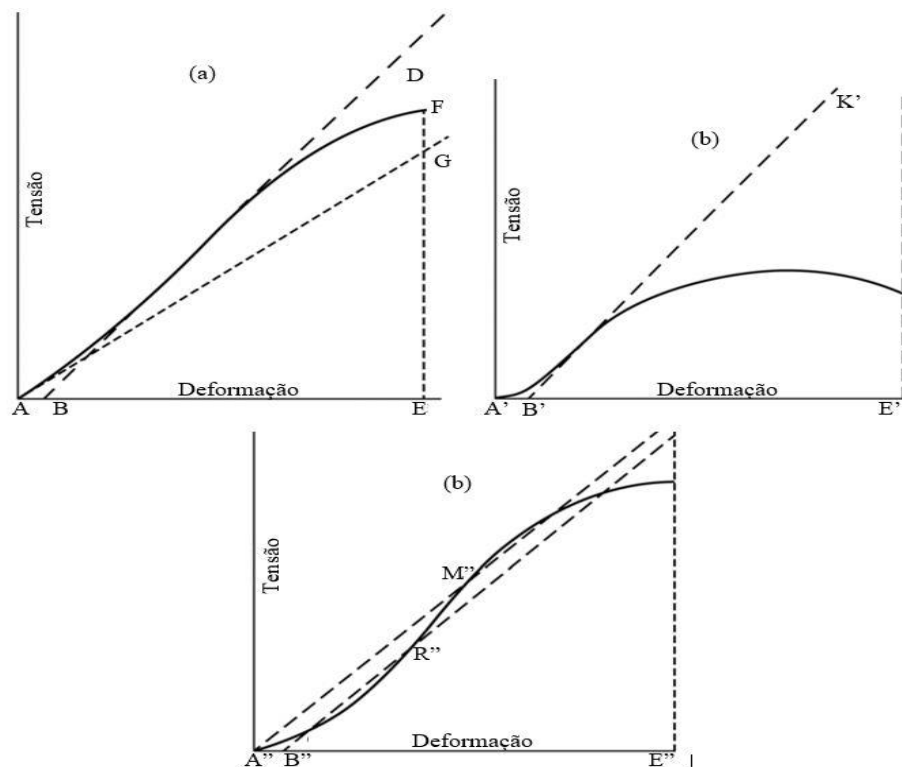 (a)
D
F
G
Tensão
Deformação
A
B
E
K’
(b)
Tensão
Deformação
A’
B’
E’
(b)
M”
Tensão
R”
Deformação
A”
B”
E”